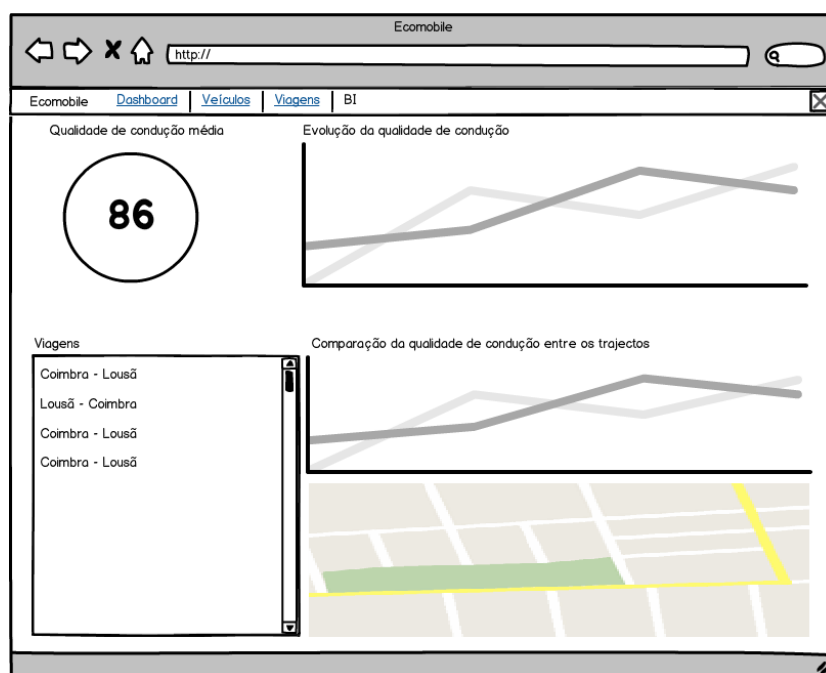 Ecomobile
http://
Ecomobile Dashboard Veículos Viagens BI
Qualidade de condução média
Evolução da qualidade de condução
86
Viagens
Coimbra - Lousã
Lousã - Coimbra
Coimbra - Lousã
Coimbra - Lousã
Comparação da qualidade de condução entre os trajectos